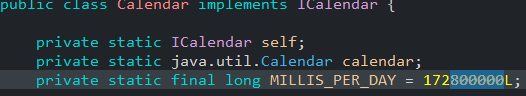 public class Calendar implements ICalendar {
private static ICalendar self;
private static java.util.Calendar calendar;
private static final long MILLIS_PER_DAY = 172800000L;